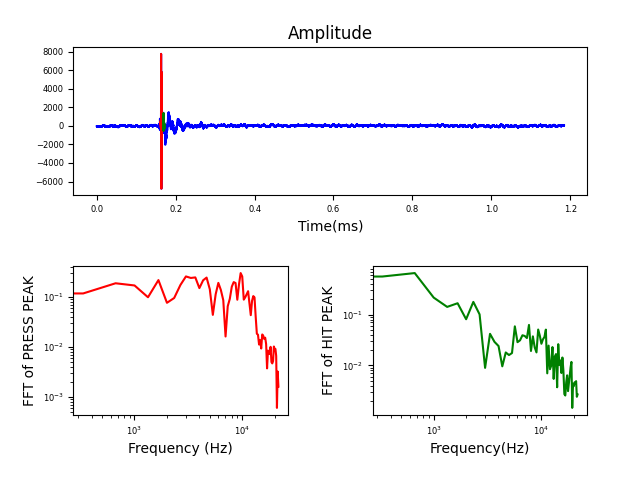 Amplitude
8000
6000
4000
2000
0
−2000
−4000
−6000
0.0 0.2 0.4 0.6 0.8 1.0 1.2
Time(ms)
FFT of PRESS PEAK
10⁻¹
10⁻²
10⁻³
10³ 10⁴
Frequency (Hz)
FFT of HIT PEAK
10⁻¹
10⁻²
10³ 10⁴
Frequency(Hz)